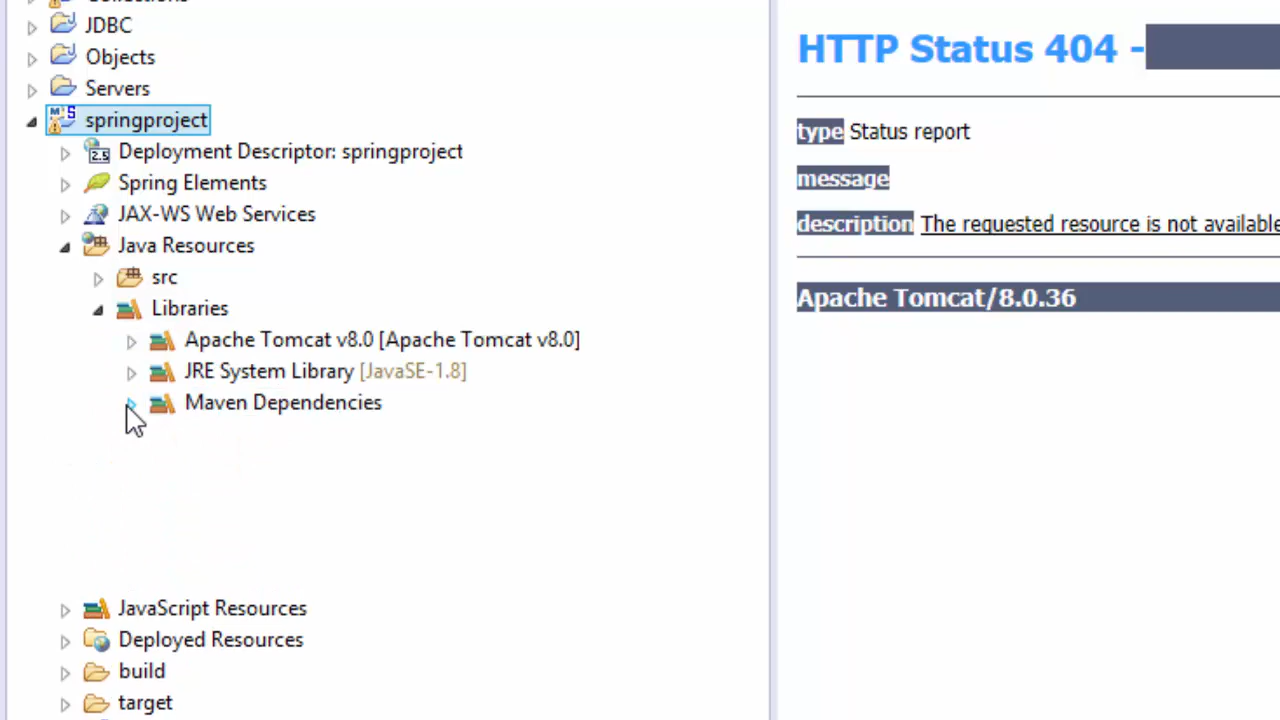 JDBC
Objects
Servers
springproject
Deployment Descriptor: springproject
Spring Elements
JAX-WS Web Services
Java Resources
src
Libraries
Apache Tomcat v8.0 [Apache Tomcat v8.0]
JRE System Library [JavaSE-1.8]
Maven Dependencies
JavaScript Resources
Deployed Resources
build
target
HTTP Status 404 -
type Status report
message
description The requested resource is not available
Apache Tomcat/8.0.36